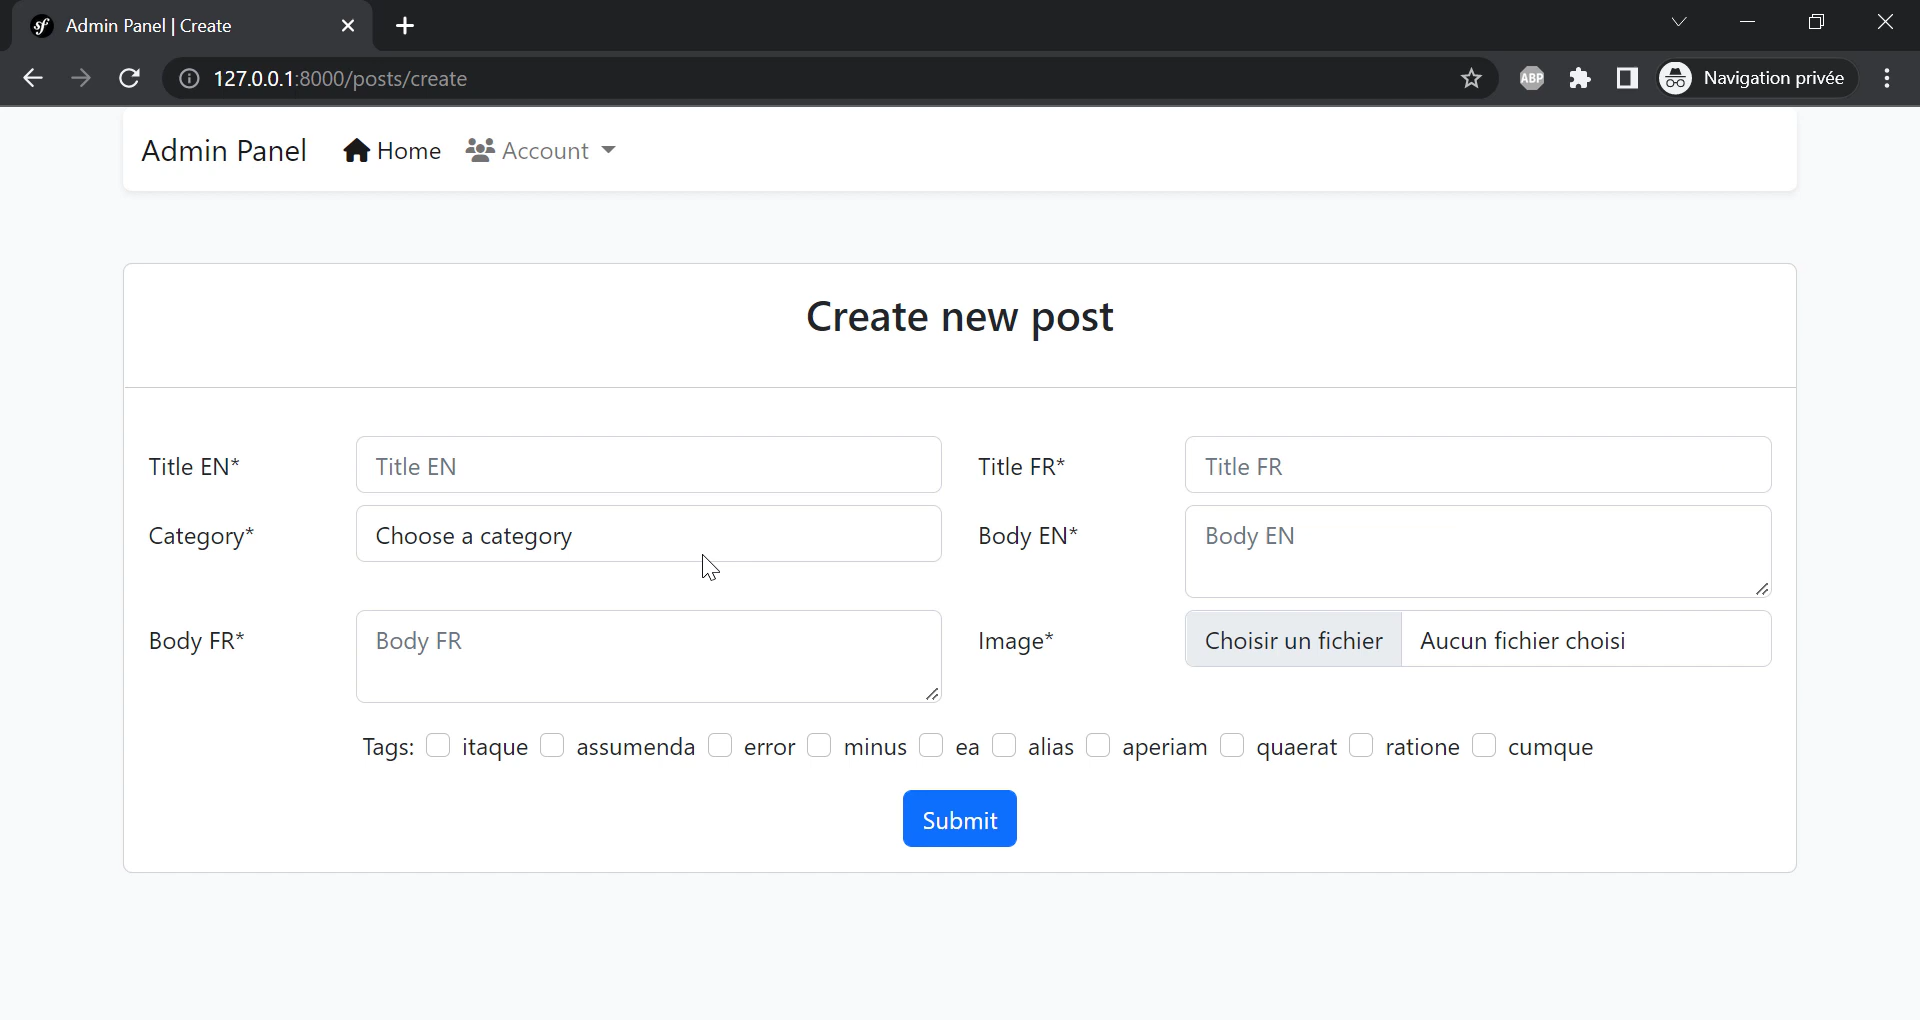 Admin Panel | Create
127.0.0.1:8000/posts/create
ABP
Navigation privée
Admin Panel Home Account
Create new post
Title EN* Title EN Title FR* Title FR
Category* Choose a category Body EN* Body EN
Body FR* Body FR Image* Choisir un fichier Aucun fichier choisi
Tags: itaque assumenda error minus ea alias aperiam quaerat ratione cumque
Submit